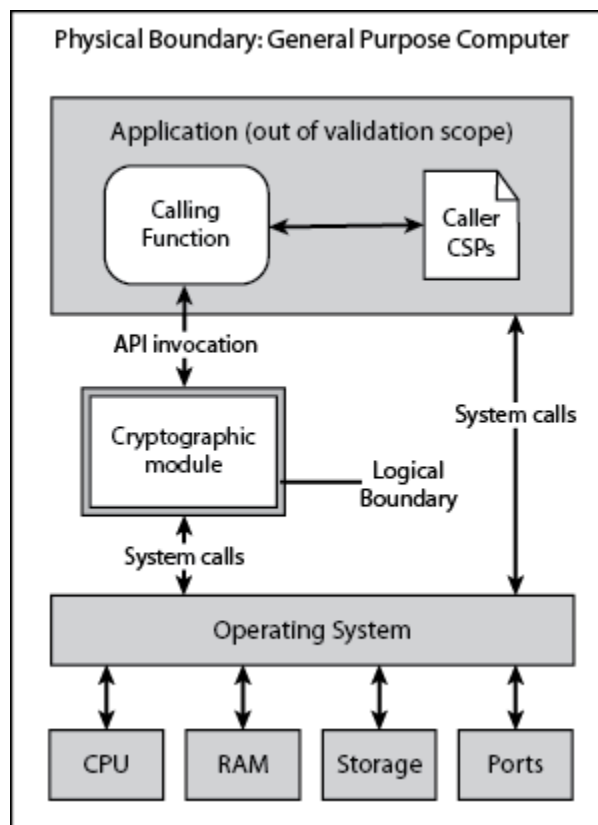 Physical Boundary: General Purpose Computer
Application (out of validation scope)
Calling
Function
Caller
CSPs
API invocation
System calls
Cryptographic
module
Logical
Boundary
System calls
Operating System
CPU
RAM
Storage
Ports